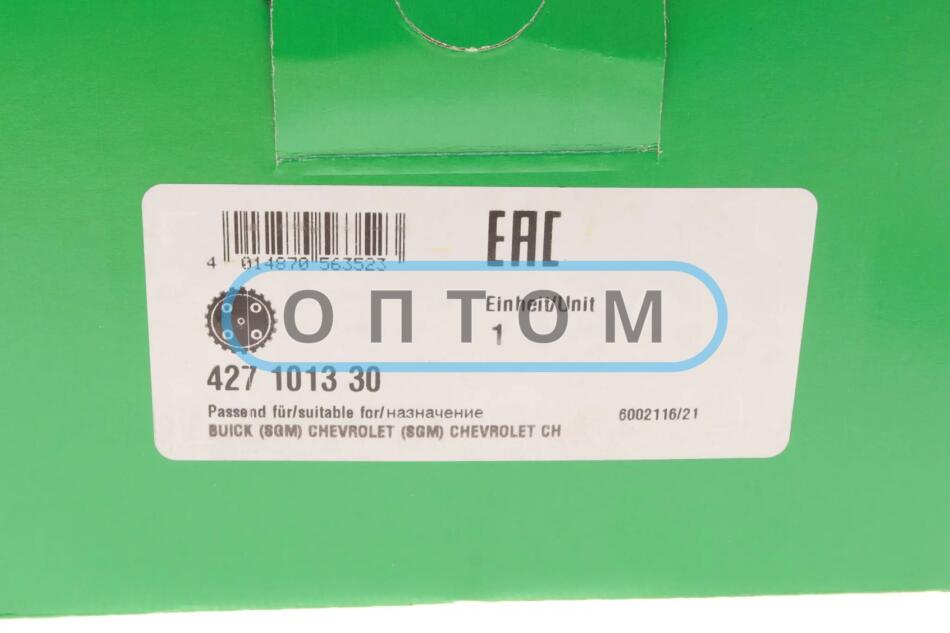 EAC
4 014870 563523
Einheit/Unit
ОПТОМ
1
427 1013 30
Passend für/suitable for/назначение
6002116/21
BUICK (SGM) CHEVROLET (SGM) CHEVROLET CH